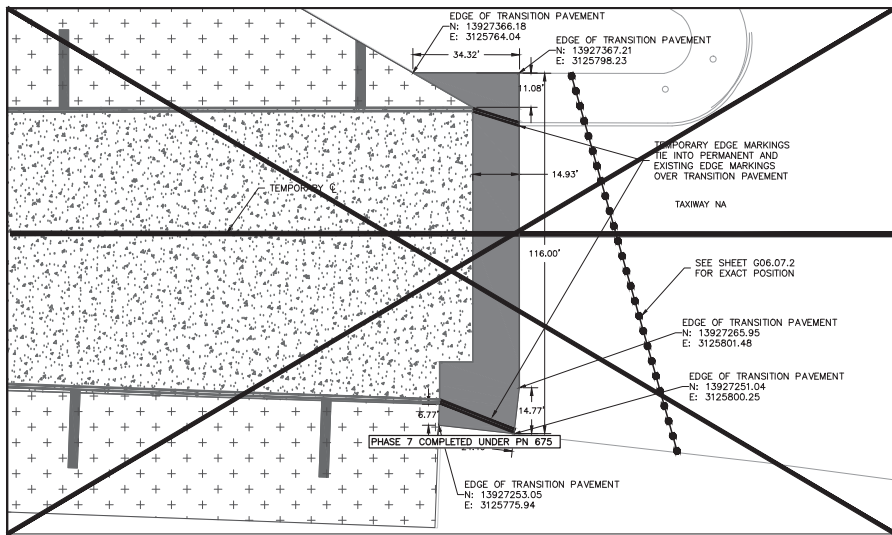 EDGE OF TRANSITION PAVEMENT
N: 13927366.18
E: 3125764.04
34.32'
EDGE OF TRANSITION PAVEMENT
N: 13927367.21
E: 3125798.23
11.08'
TEMPORARY EDGE MARKINGS
TIE INTO PERMANENT AND
EXISTING EDGE MARKINGS
OVER TRANSITION PAVEMENT
14.93'
TEMPORARY ℄
TAXIWAY NA
116.00'
SEE SHEET G06.07.2
FOR EXACT POSITION
EDGE OF TRANSITION PAVEMENT
N: 13927265.95
E: 3125801.48
EDGE OF TRANSITION PAVEMENT
N: 13927251.04
E: 3125800.25
14.77'
6.77'
PHASE 7 COMPLETED UNDER PN 675
EDGE OF TRANSITION PAVEMENT
N: 13927253.05
E: 3125775.94